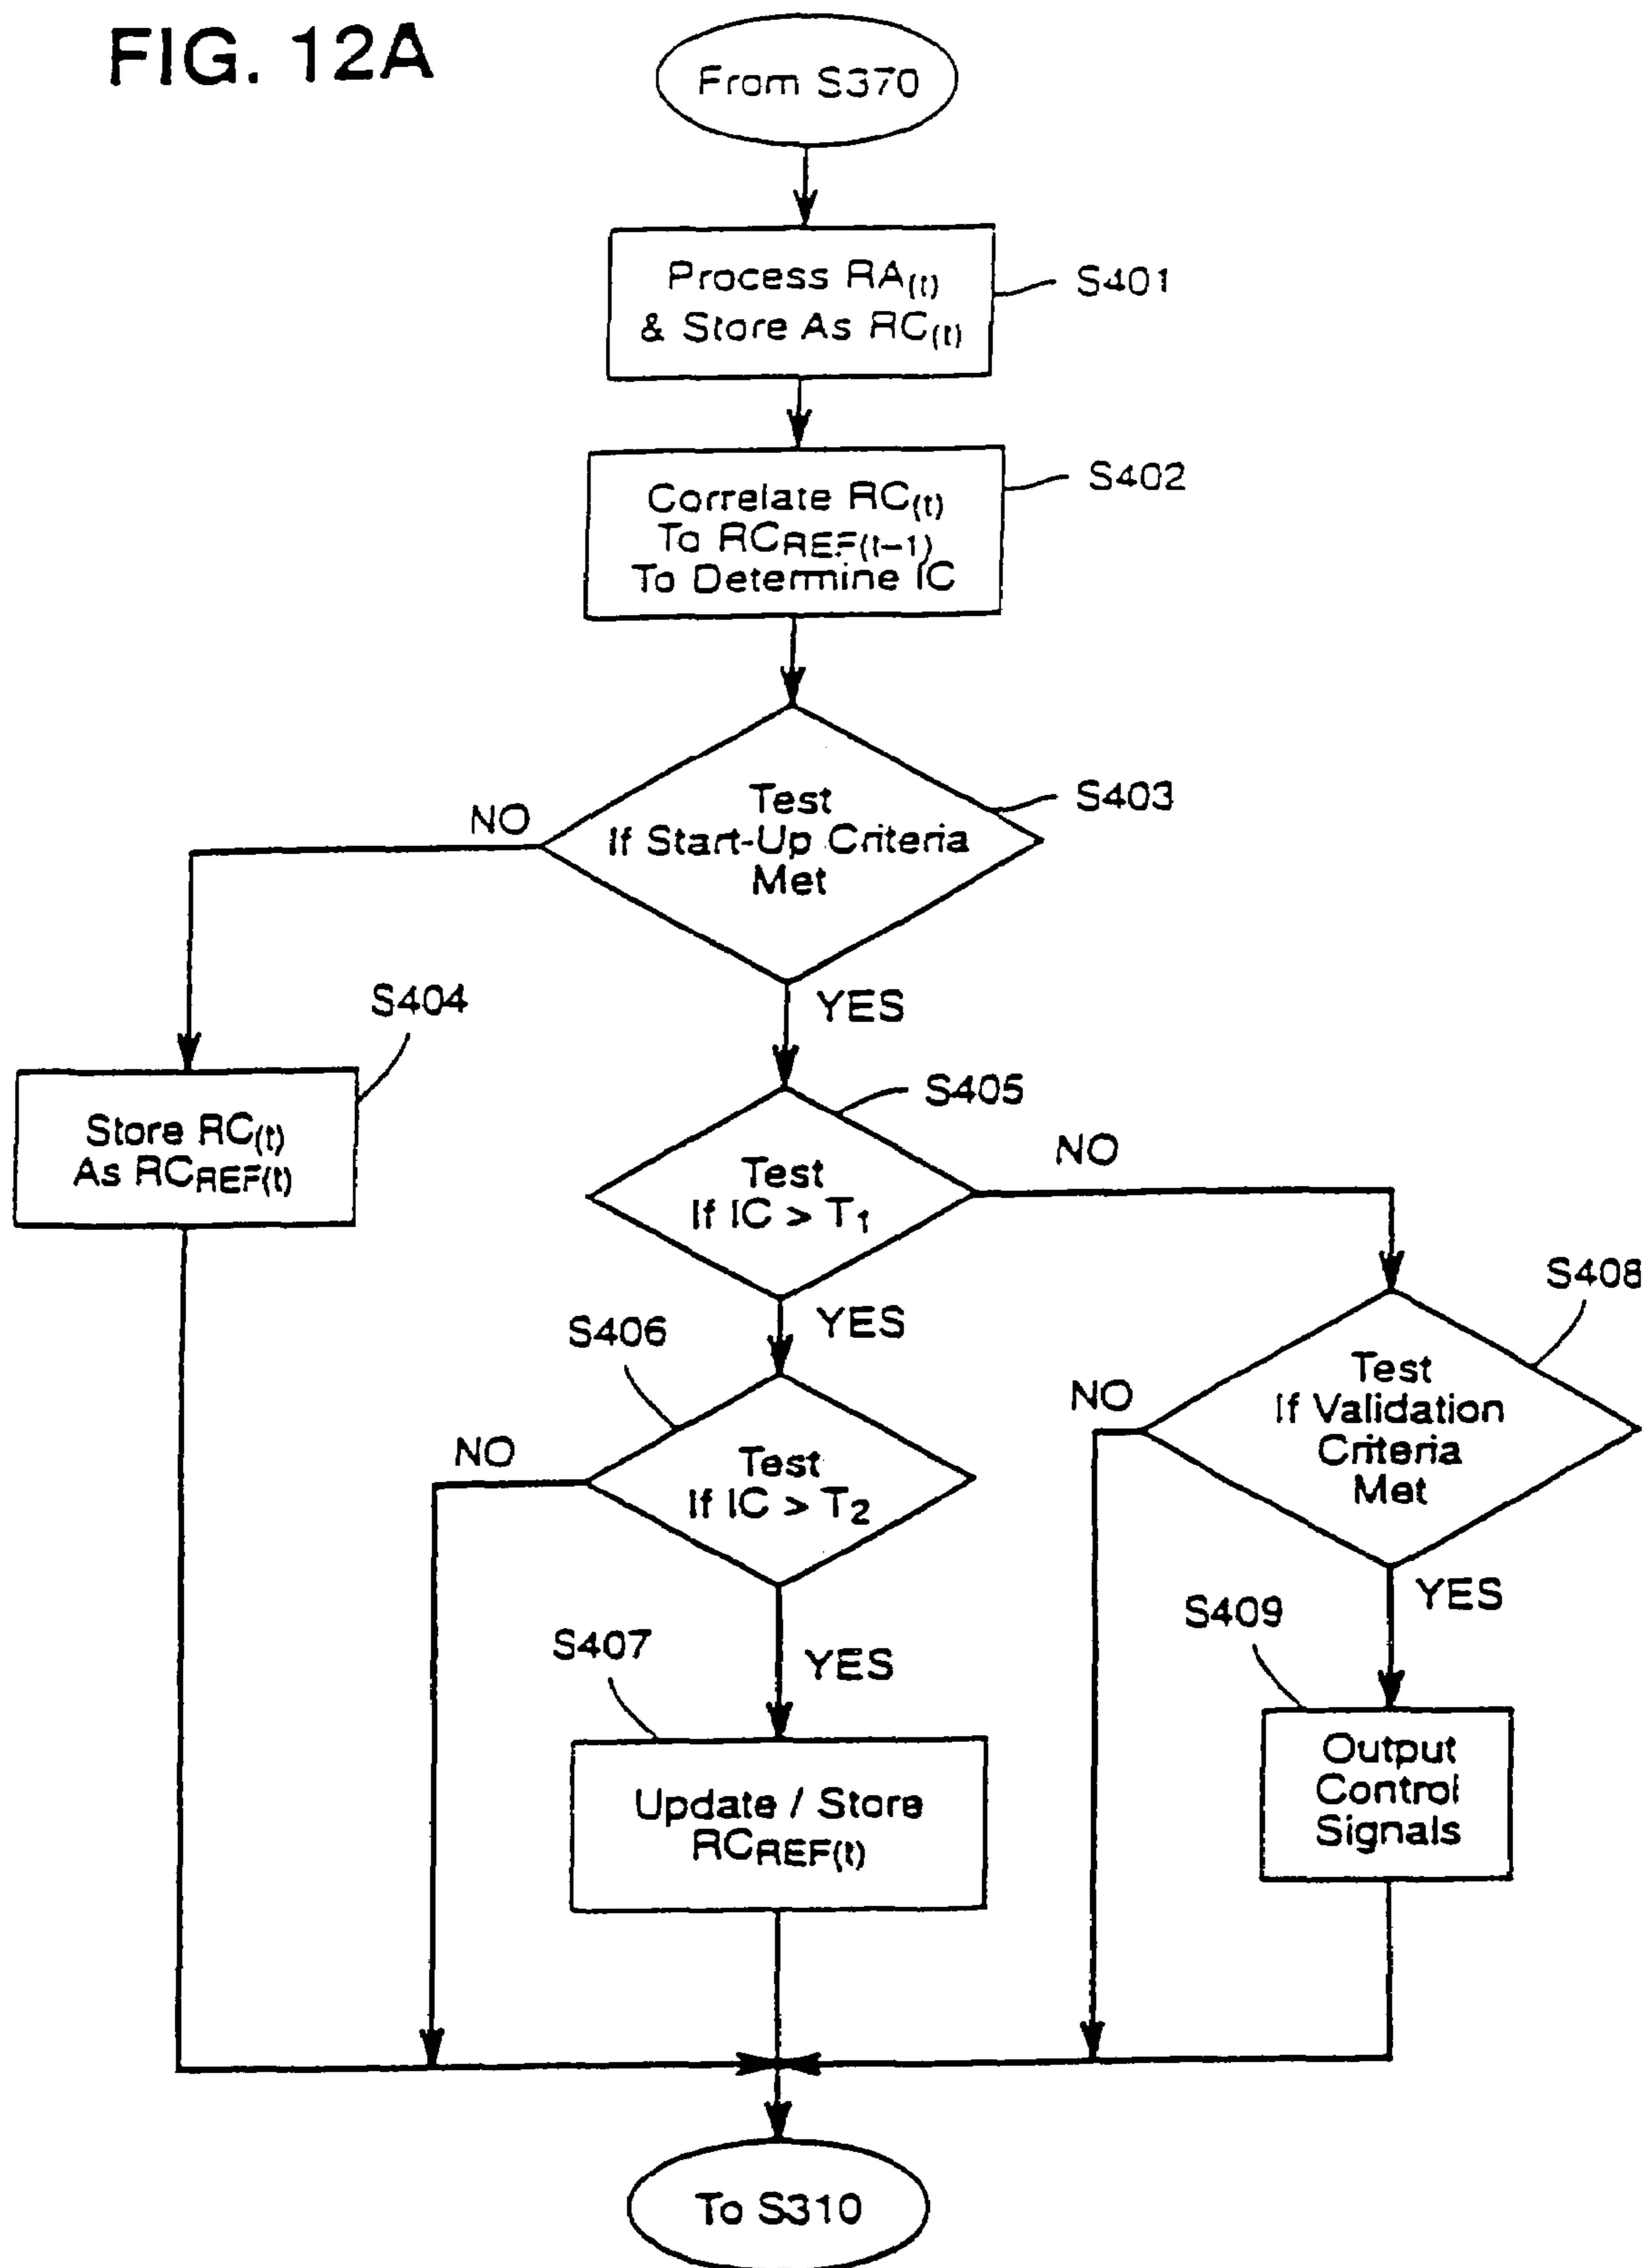 FIG. 12A
From S370
Process RA(t)
& Store As RC(t)
S401
Correlate RC(t)
To RCREF(t-1)
To Determine IC
S402
Test
If Start-Up Criteria
Met
S403
NO
YES
S404
Store RC(t)
As RCREF(t)
S405
Test
If IC > T1
NO
YES
S406
Test
If IC > T2
NO
YES
S408
Test
If Validation
Criteria
Met
NO
YES
S407
Update / Store
RCREF(t)
S409
Output
Control
Signals
To S310